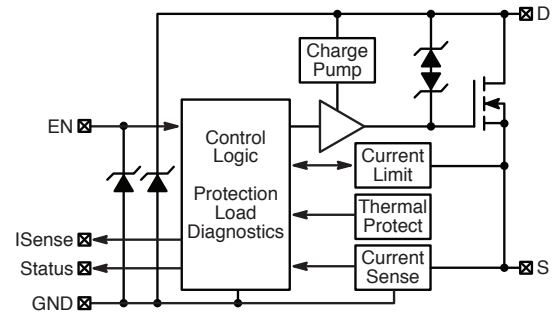 D
Charge
Pump
EN
Control
Logic
Protection
Load
Diagnostics
Current
Limit
Thermal
Protect
ISense
Status
Current
Sense
S
GND